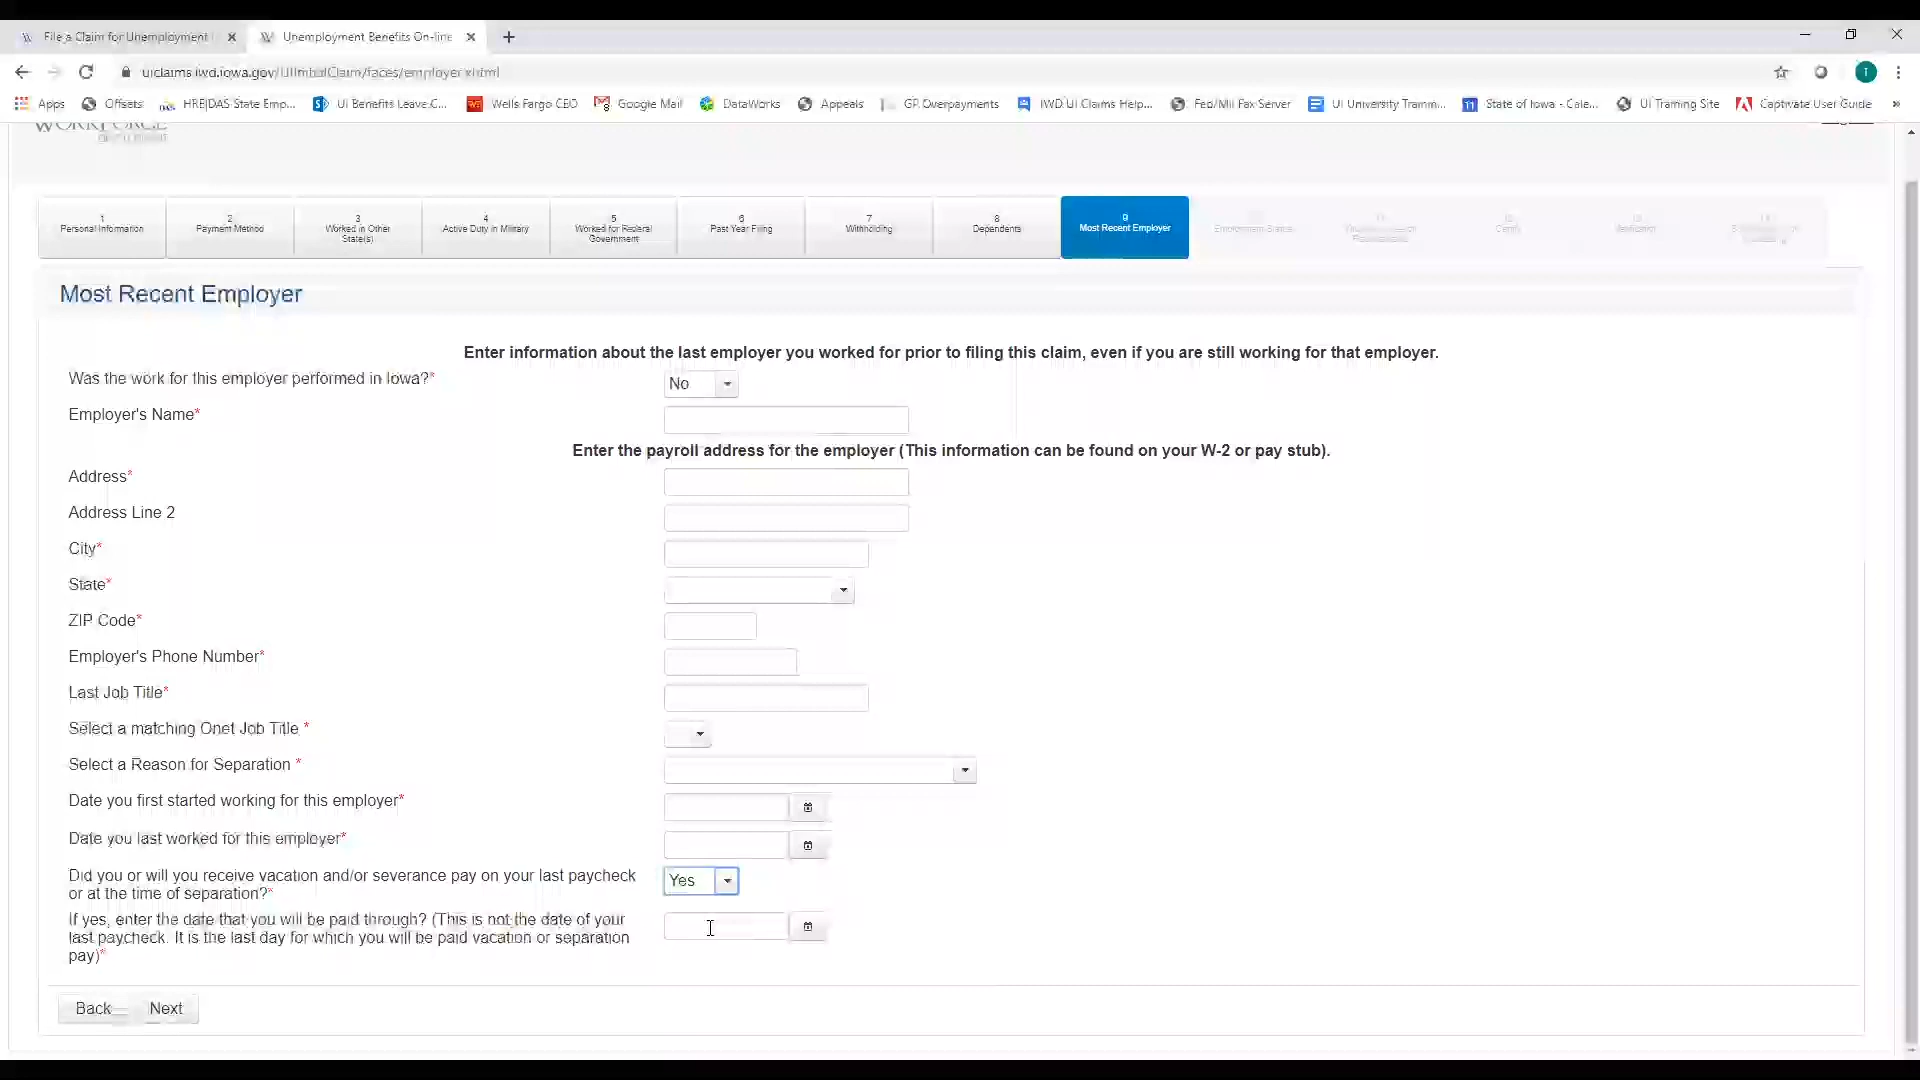 File a Claim for Unemployment
Unemployment Benefits On-line
uiclaims.iwd.iowa.gov/UIInitialClaim/faces/employer.xhtml
Apps
Offsets
HRE|DAS State Emp...
UI Benefits Leave C...
Wells Fargo CEO
Google Mail
DataWorks
Appeals
GP Overpayments
IWD UI Claims Help...
Fed/Mil Fax Server
UI University Trainin...
State of Iowa - Cale...
UI Training Site
Captivate User Guide
»
WORKFORCE
1
Personal Information
2
Payment Method
3
Worked in Other
State(s)
4
Active Duty in Military
5
Worked for Federal
Government
6
Past Year Filing
7
Withholding
8
Dependents
9
Most Recent Employer
10
Employment Status
12
Certify
Most Recent Employer
Enter information about the last employer you worked for prior to filing this claim, even if you are still working for that employer.
Was the work for this employer performed in Iowa?*
No
Employer's Name*
Enter the payroll address for the employer (This information can be found on your W-2 or pay stub).
Address*
Address Line 2
City*
State*
ZIP Code*
Employer's Phone Number*
Last Job Title*
Select a matching Onet Job Title *
Select a Reason for Separation *
Date you first started working for this employer*
Date you last worked for this employer*
Did you or will you receive vacation and/or severance pay on your last paycheck
or at the time of separation?*
Yes
If yes, enter the date that you will be paid through? (This is not the date of your
last paycheck. It is the last day for which you will be paid vacation or separation
pay)*
Back
Next